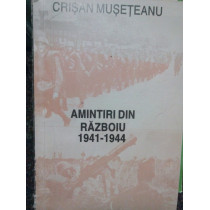 CRIȘAN MUȘEȚEANU
AMINTIRI DIN
RĂZBOIU
1941-1944